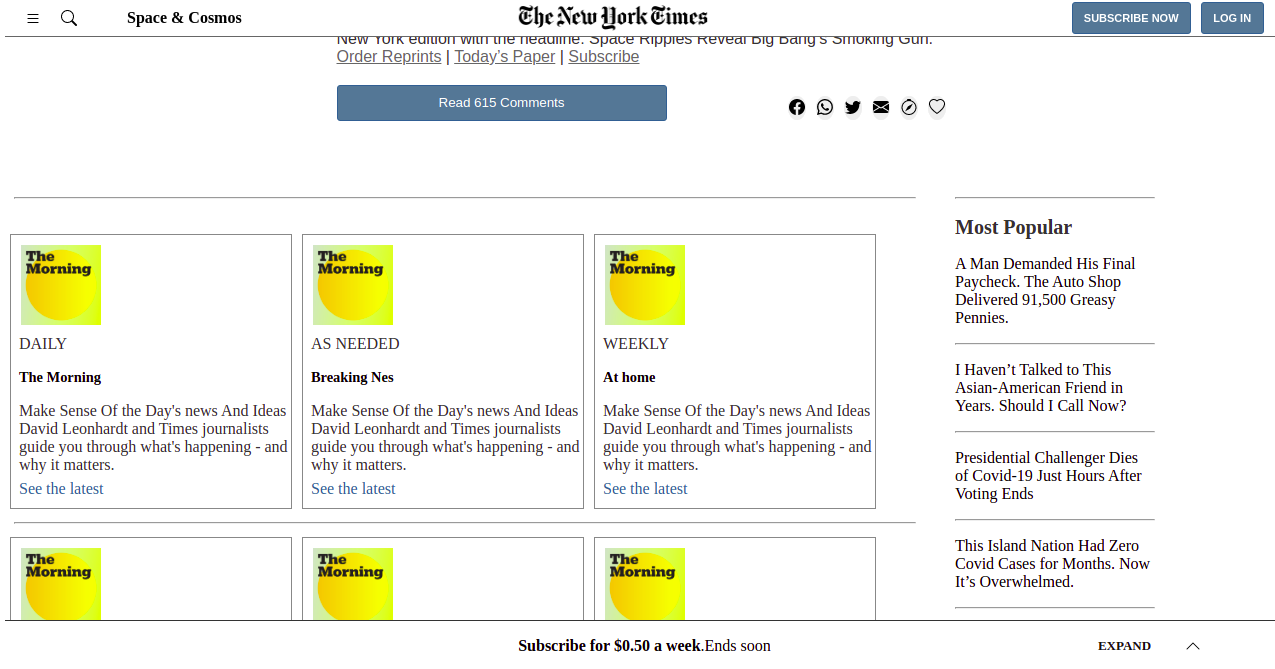 Space & Cosmos
The New York Times
SUBSCRIBE NOW
LOG IN
New York edition with the headline: Space Ripples Reveal Big Bang's Smoking Gun.
Order Reprints | Today’s Paper | Subscribe
Read 615 Comments
The Morning
DAILY
The Morning
Make Sense Of the Day's news And Ideas
David Leonhardt and Times journalists
guide you through what's happening - and
why it matters.
See the latest
The Morning
AS NEEDED
Breaking Nes
Make Sense Of the Day's news And Ideas
David Leonhardt and Times journalists
guide you through what's happening - and
why it matters.
See the latest
The Morning
WEEKLY
At home
Make Sense Of the Day's news And Ideas
David Leonhardt and Times journalists
guide you through what's happening - and
why it matters.
See the latest
The Morning
The Morning
The Morning
Most Popular
A Man Demanded His Final
Paycheck. The Auto Shop
Delivered 91,500 Greasy
Pennies.
I Haven’t Talked to This
Asian-American Friend in
Years. Should I Call Now?
Presidential Challenger Dies
of Covid-19 Just Hours After
Voting Ends
This Island Nation Had Zero
Covid Cases for Months. Now
It’s Overwhelmed.
Subscribe for $0.50 a week.Ends soon
EXPAND